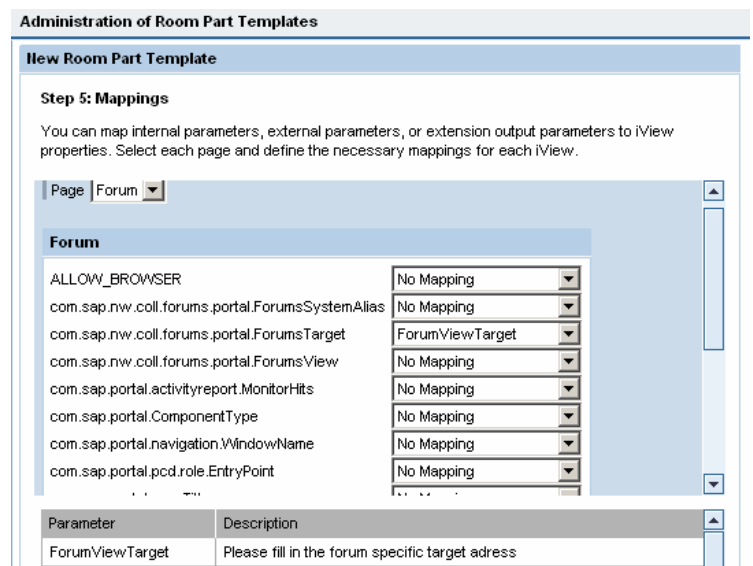 Administration of Room Part Templates
New Room Part Template
Step 5: Mappings
You can map internal parameters, external parameters, or extension output parameters to iView
properties. Select each page and define the necessary mappings for each iView.
Page Forum
Forum
ALLOW_BROWSER No Mapping
com.sap.nw.coll.forums.portal.ForumsSystemAlias No Mapping
com.sap.nw.coll.forums.portal.ForumsTarget ForumViewTarget
com.sap.nw.coll.forums.portal.ForumsView No Mapping
com.sap.portal.activityreport.MonitorHits No Mapping
com.sap.portal.ComponentType No Mapping
com.sap.portal.navigation.WindowName No Mapping
com.sap.portal.pcd.role.EntryPoint No Mapping
Parameter Description
ForumViewTarget Please fill in the forum specific target adress